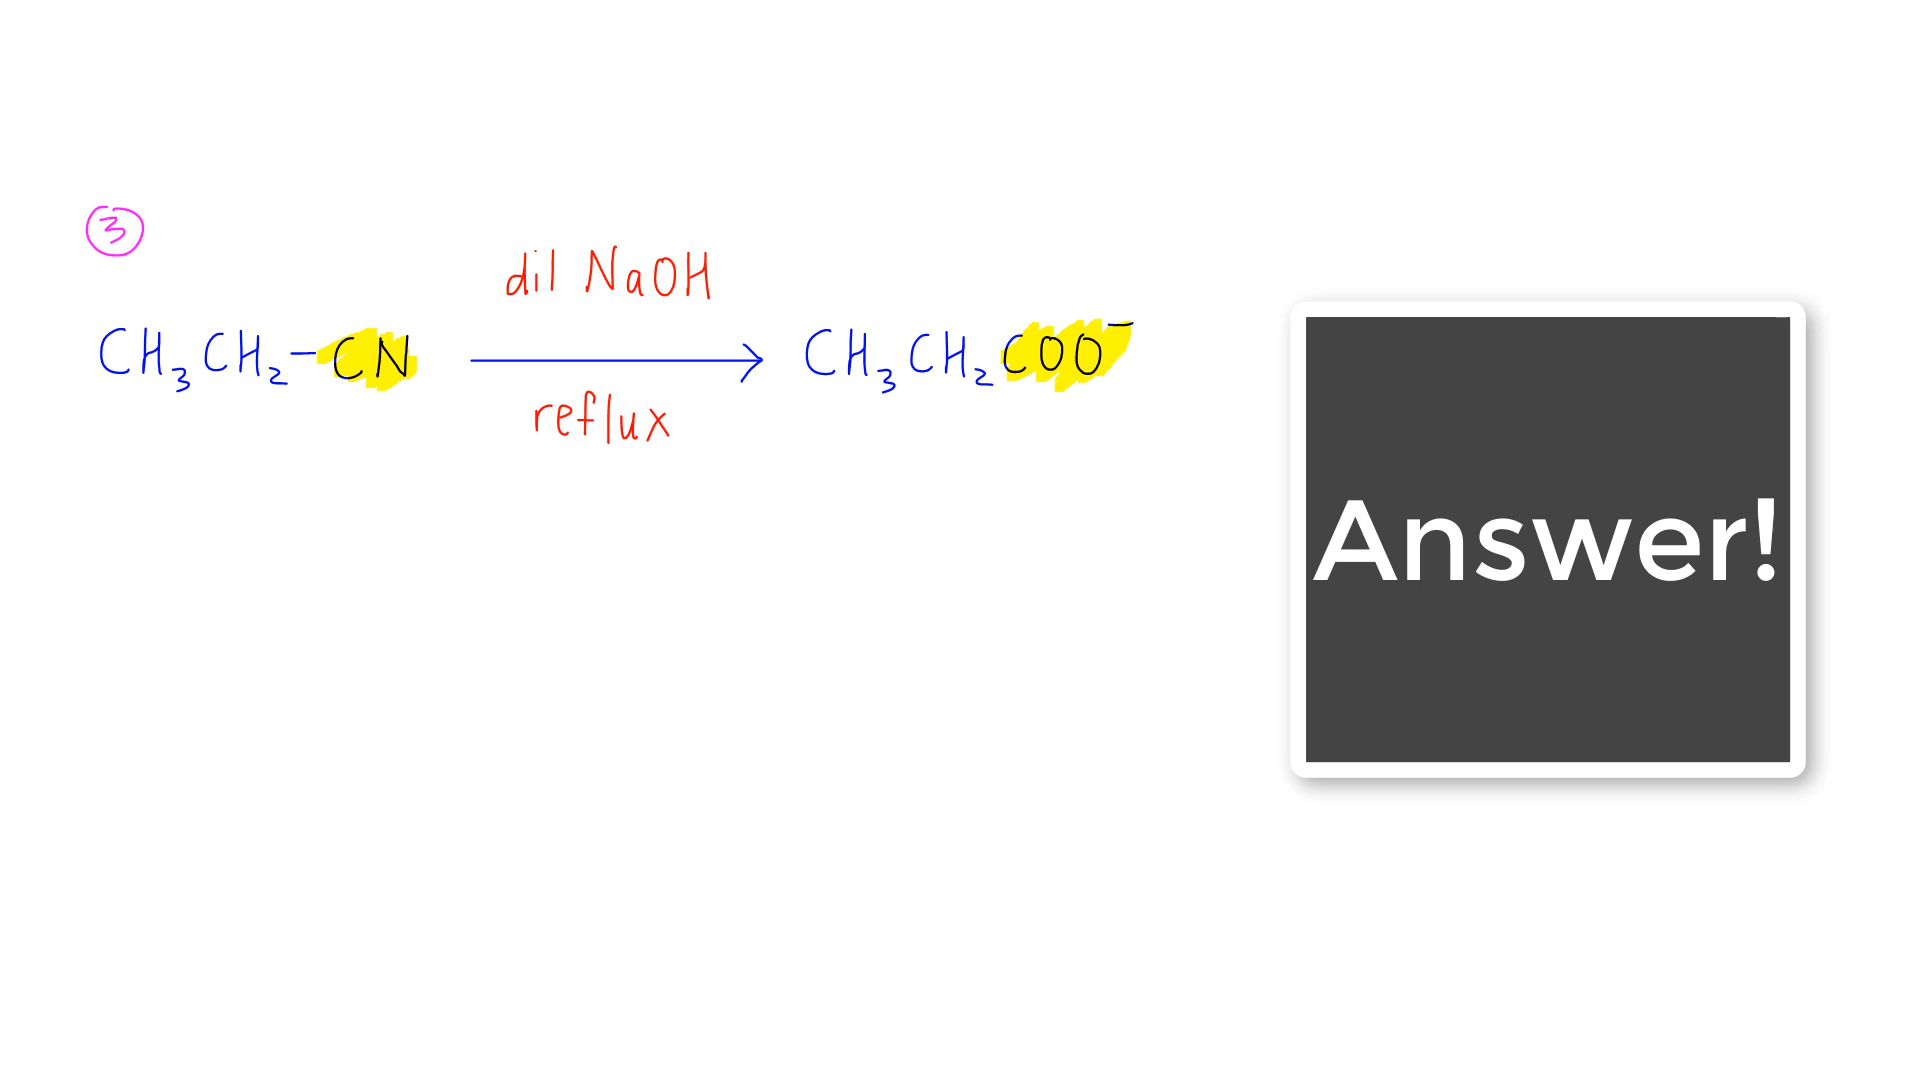 ③
dil NaOH
CH₃CH₂-CN → CH₃CH₂COO⁻
reflux
Answer!